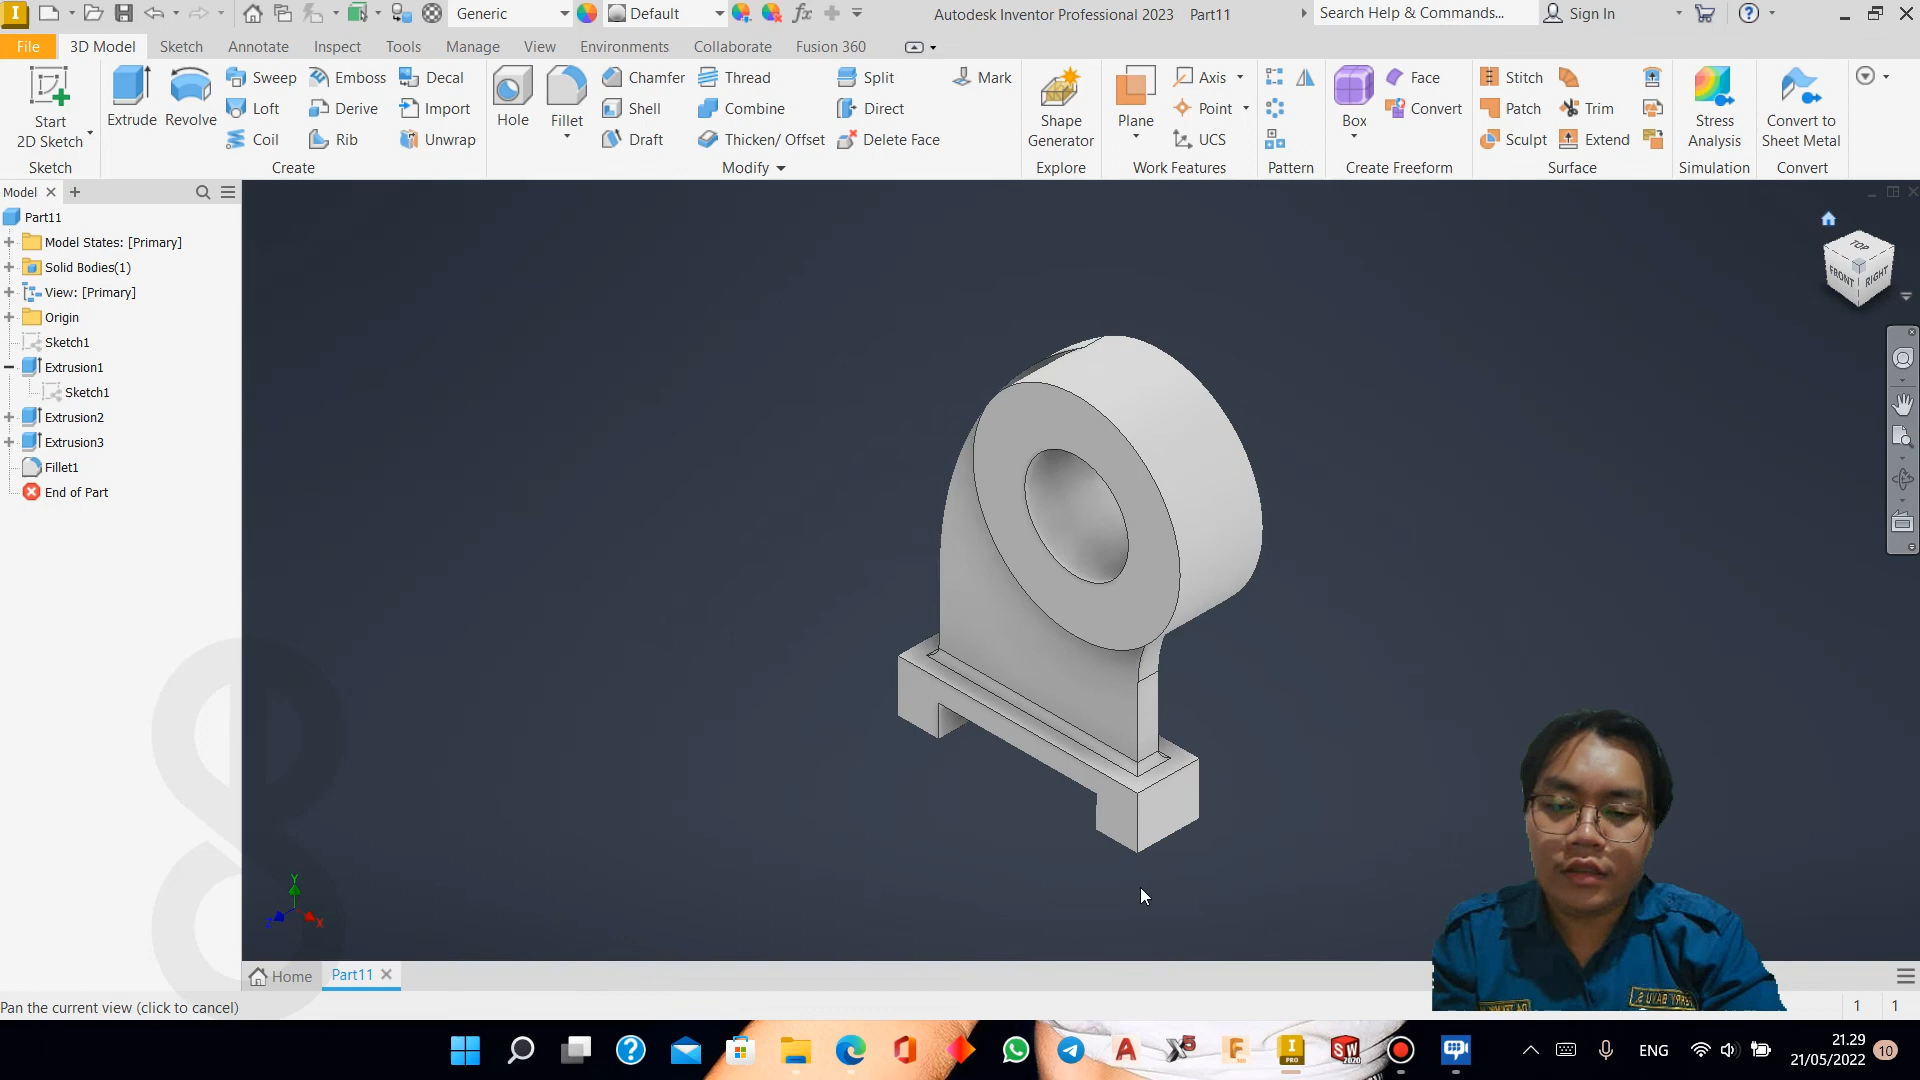 Generic
Default
Autodesk Inventor Professional 2023 Part11
Search Help & Commands...
Sign In
File
3D Model
Sketch
Annotate
Inspect
Tools
Manage
View
Environments
Collaborate
Fusion 360
Start
2D Sketch
Sketch
Extrude
Revolve
Sweep
Loft
Coil
Emboss
Derive
Rib
Decal
Import
Unwrap
Create
Hole
Fillet
Chamfer
Shell
Draft
Thread
Combine
Thicken/ Offset
Split
Direct
Delete Face
Modify
Mark
Shape
Generator
Explore
Plane
Axis
Point
UCS
Work Features
Pattern
Box
Face
Convert
Create Freeform
Stitch
Patch
Sculpt
Trim
Extend
Surface
Stress
Analysis
Simulation
Convert to
Sheet Metal
Convert
Model
Part11
Model States: [Primary]
Solid Bodies(1)
View: [Primary]
Origin
Sketch1
Extrusion1
Sketch1
Extrusion2
Extrusion3
Fillet1
End of Part
TOP
FRONT
RIGHT
Y
Z
X
Home
Part11
Pan the current view (click to cancel)
1
1
ENG
21.29
21/05/2022
10